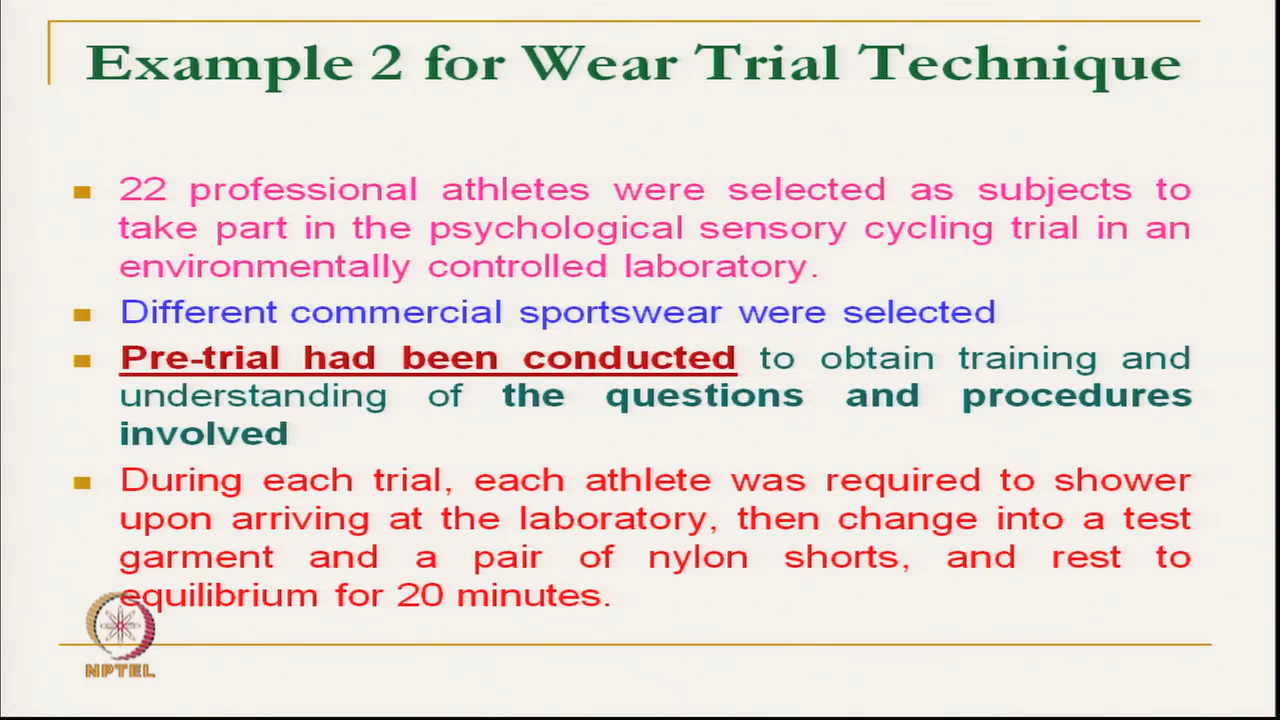 Example 2 for Wear Trial Technique
22 professional athletes were selected as subjects to
take part in the psychological sensory cycling trial in an
environmentally controlled laboratory.
Different commercial sportswear were selected
Pre-trial had been conducted to obtain training and
understanding of the questions and procedures
involved
During each trial, each athlete was required to shower
upon arriving at the laboratory, then change into a test
garment and a pair of nylon shorts, and rest to
equilibrium for 20 minutes.
NPTEL